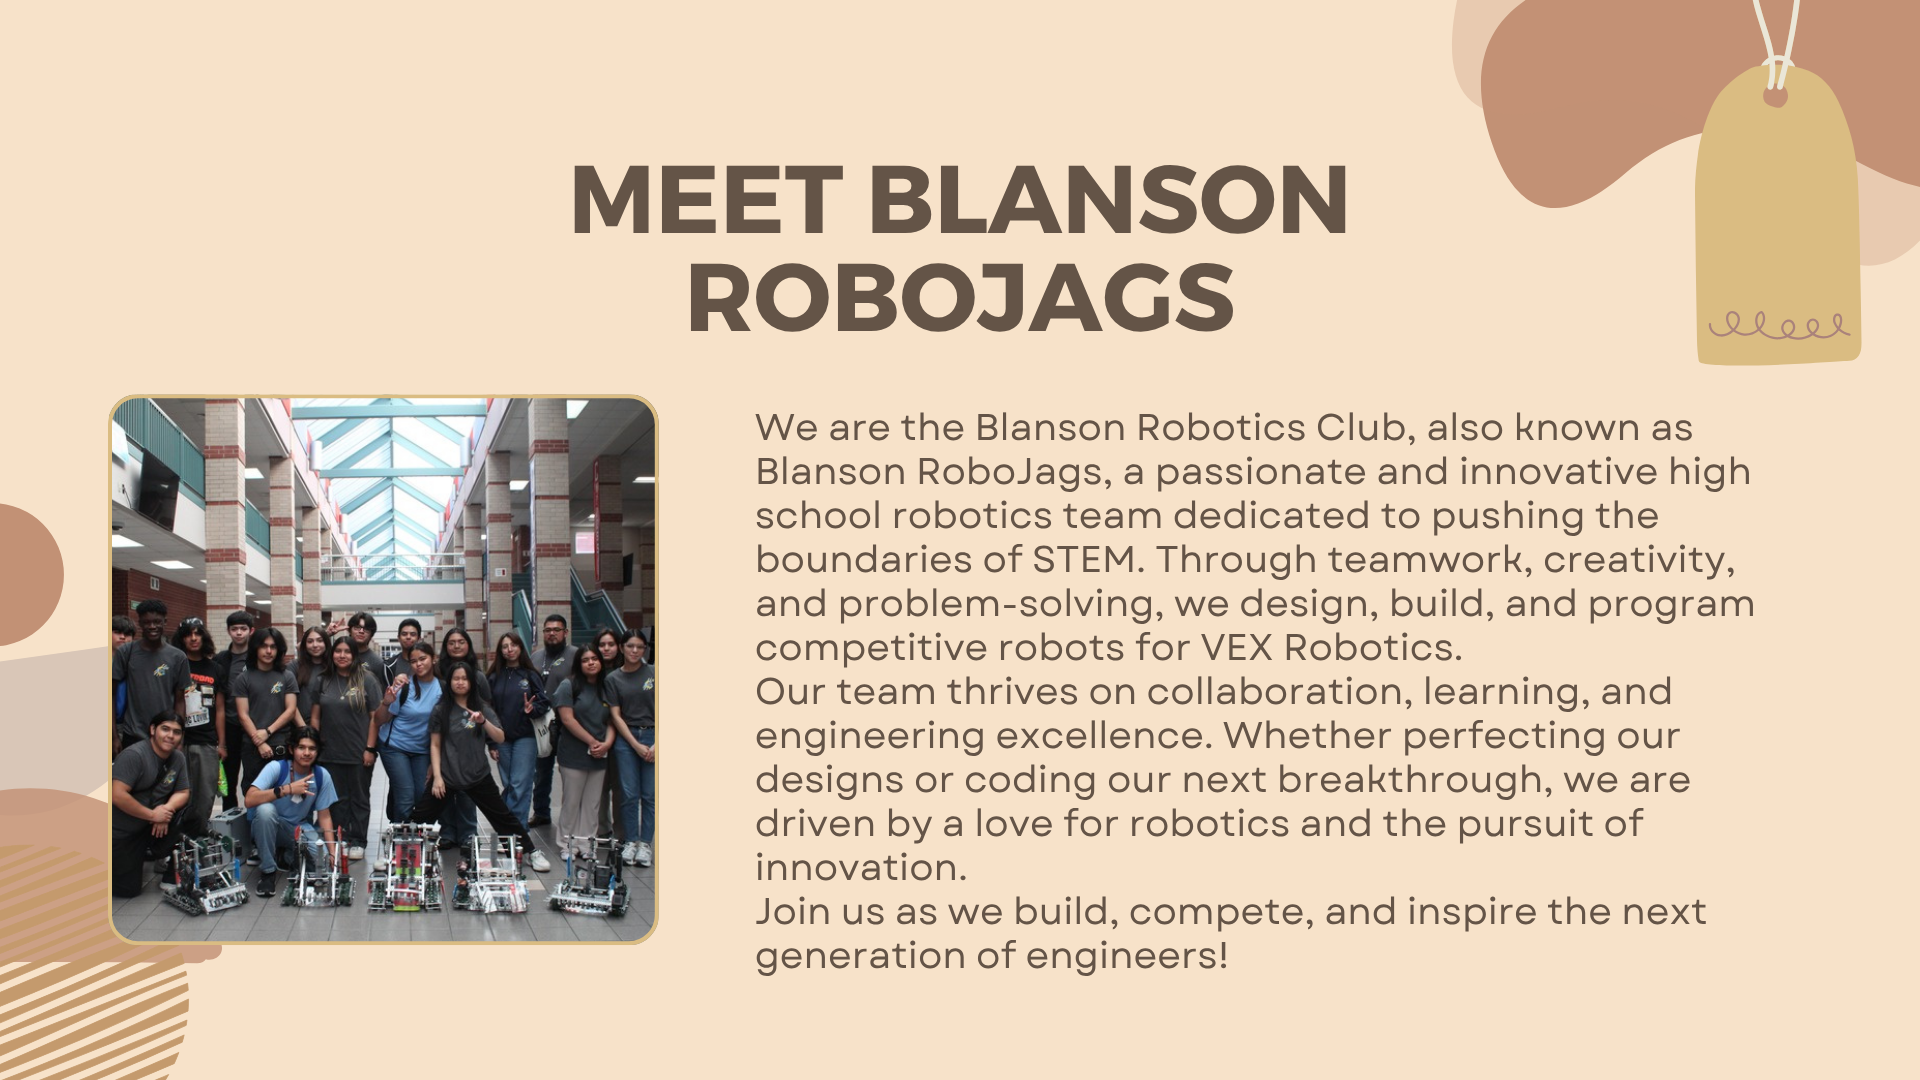 MEET BLANSON
ROBOJAGS
We are the Blanson Robotics Club, also known as
Blanson RoboJags, a passionate and innovative high
school robotics team dedicated to pushing the
boundaries of STEM. Through teamwork, creativity,
and problem-solving, we design, build, and program
competitive robots for VEX Robotics.
Our team thrives on collaboration, learning, and
engineering excellence. Whether perfecting our
designs or coding our next breakthrough, we are
driven by a love for robotics and the pursuit of
innovation.
Join us as we build, compete, and inspire the next
generation of engineers!